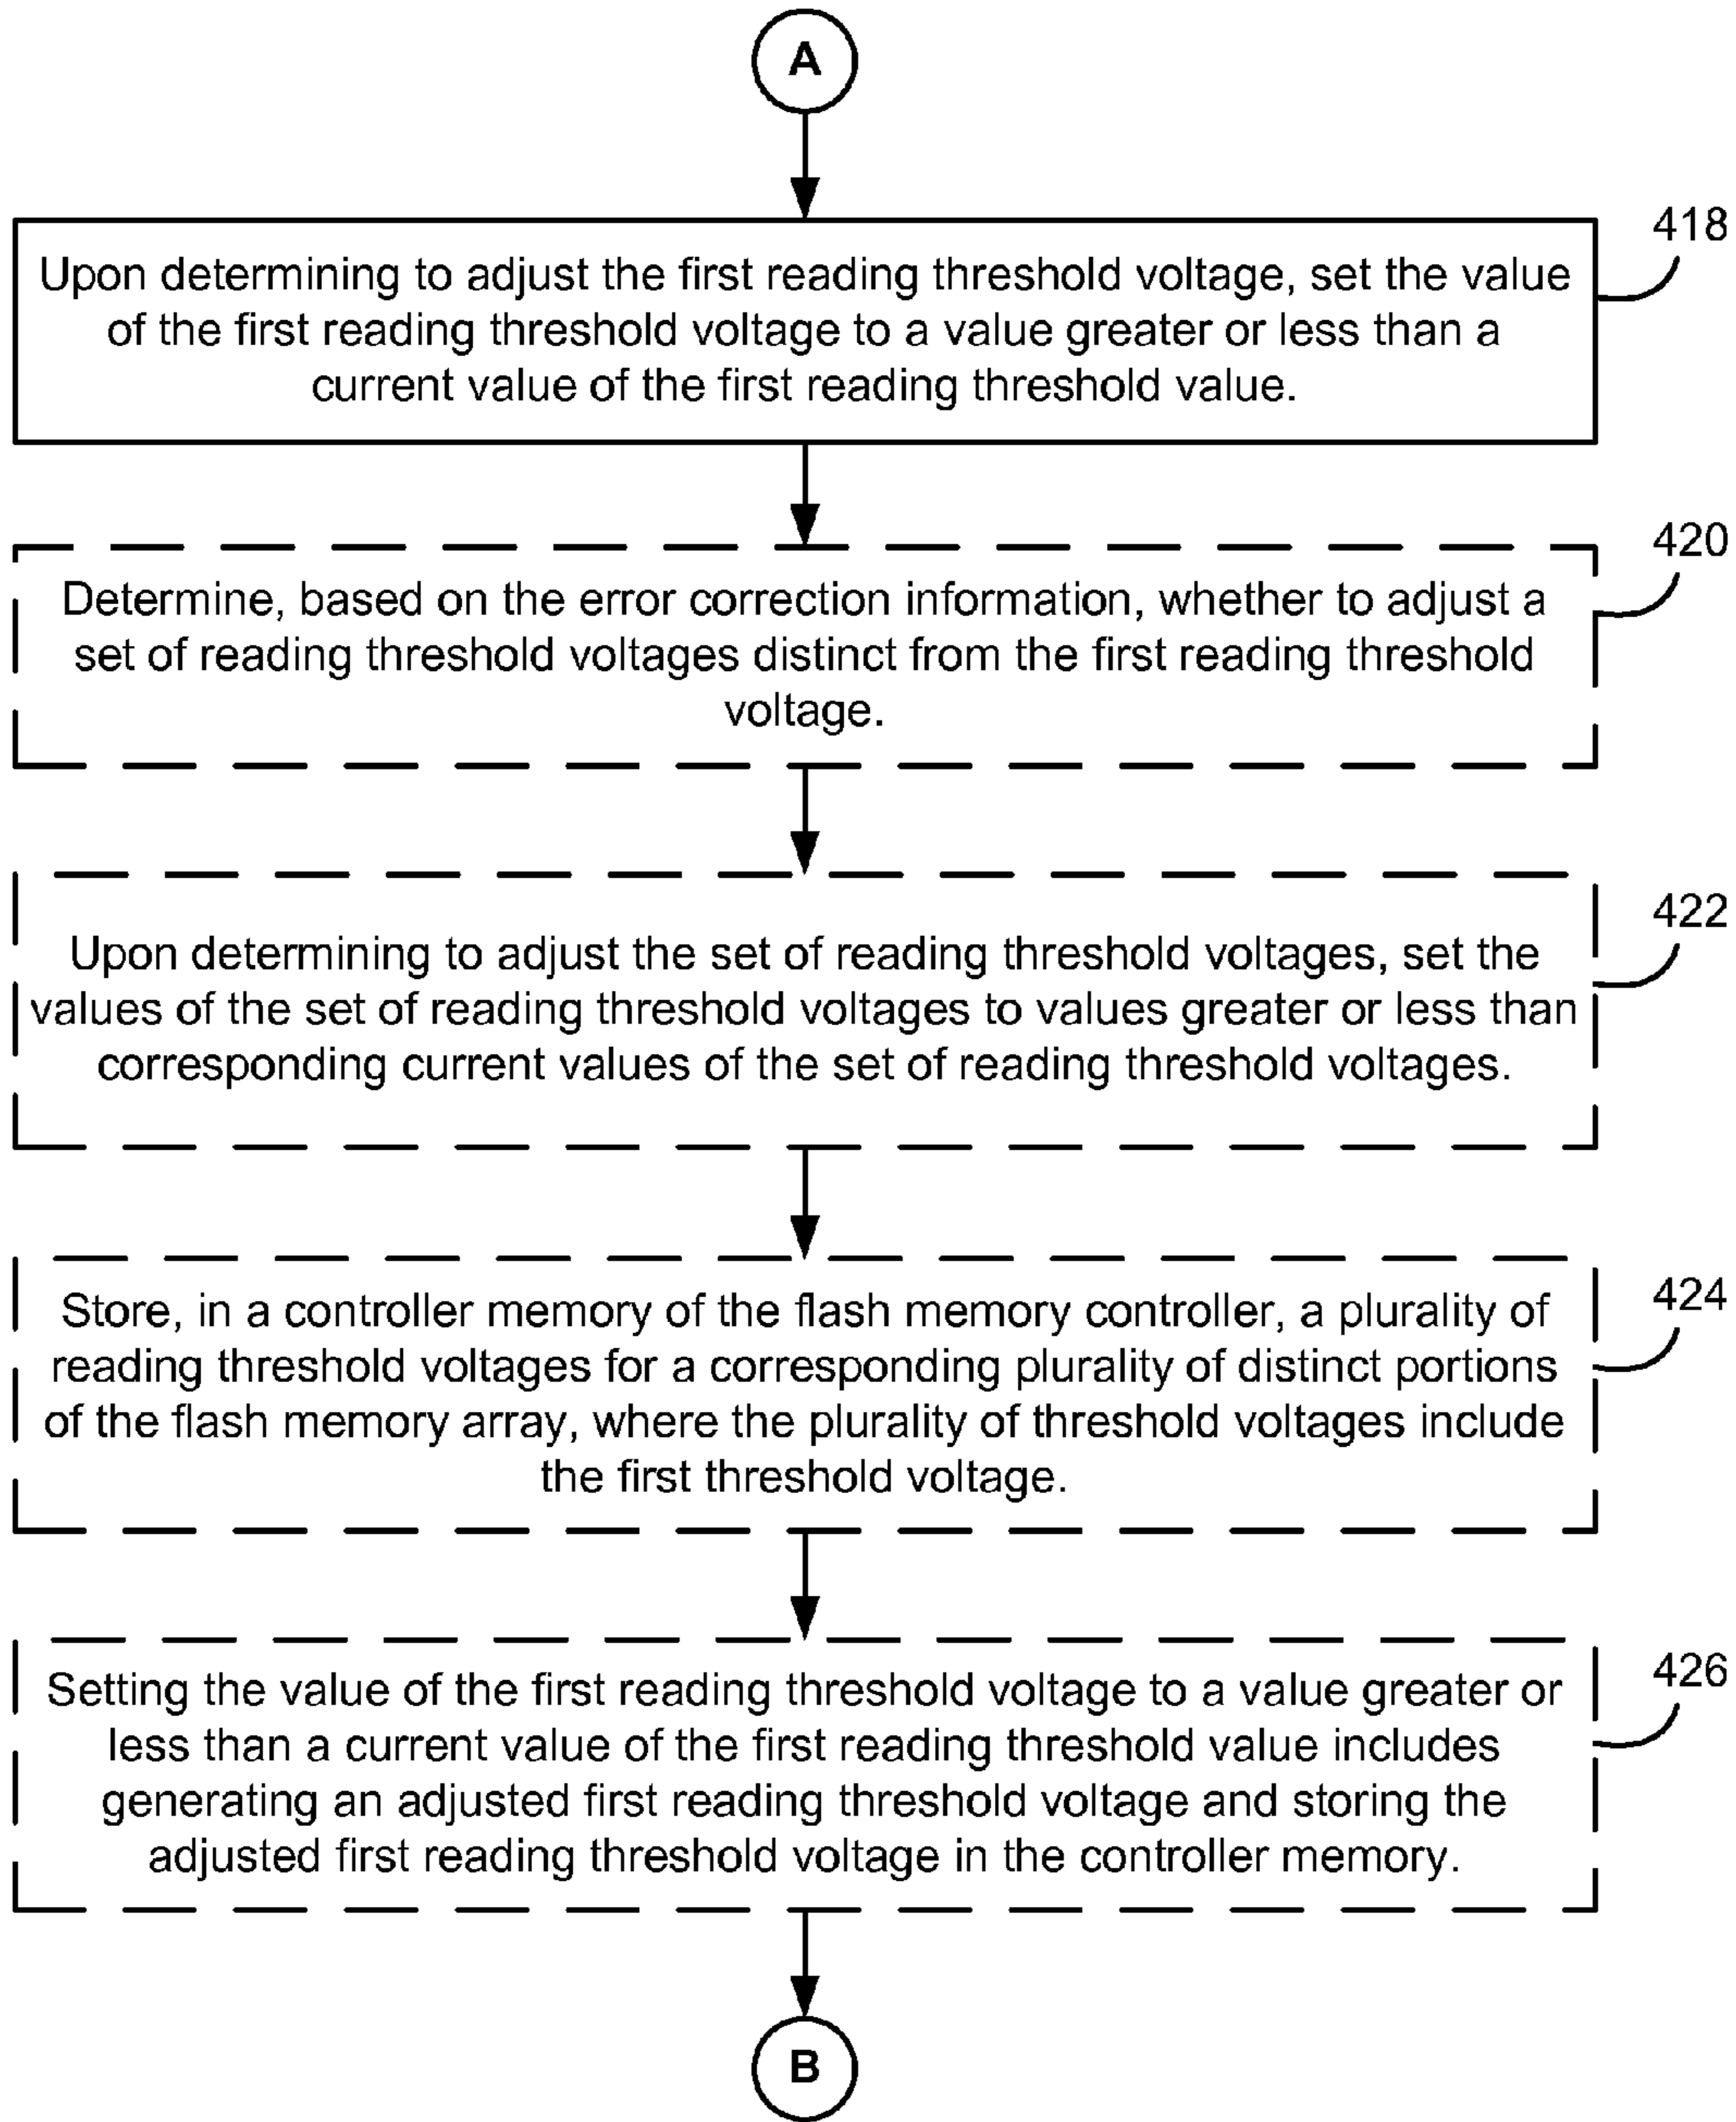 A
418
Upon determining to adjust the first reading threshold voltage, set the value
of the first reading threshold voltage to a value greater or less than a
current value of the first reading threshold value.
420
Determine, based on the error correction information, whether to adjust a
set of reading threshold voltages distinct from the first reading threshold
voltage.
422
Upon determining to adjust the set of reading threshold voltages, set the
values of the set of reading threshold voltages to values greater or less than
corresponding current values of the set of reading threshold voltages.
424
Store, in a controller memory of the flash memory controller, a plurality of
reading threshold voltages for a corresponding plurality of distinct portions
of the flash memory array, where the plurality of threshold voltages include
the first threshold voltage.
426
Setting the value of the first reading threshold voltage to a value greater or
less than a current value of the first reading threshold value includes
generating an adjusted first reading threshold voltage and storing the
adjusted first reading threshold voltage in the controller memory.
B